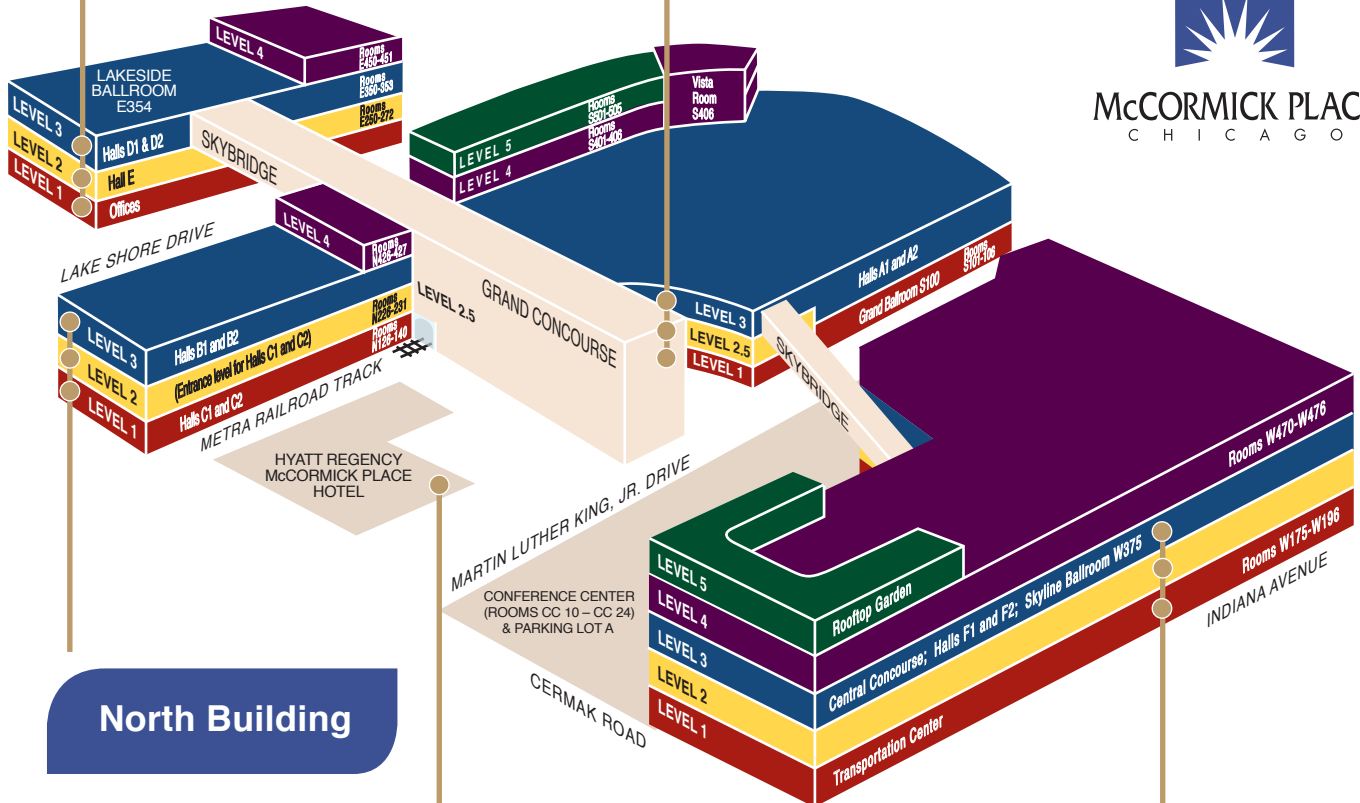 LEVEL 4
Rooms
E450-451
LAKESIDE
BALLROOM
E354
Rooms
E350-353
Rooms
E250-272
LEVEL 3
LEVEL 2
LEVEL 1
Halls D1 & D2
Hall E
Offices
SKYBRIDGE
LAKE SHORE DRIVE
LEVEL 5
LEVEL 4
Rooms
S501-505
Rooms
S401-406
Vista
Room
S406
McCORMICK PLAC
CHICAGO
LEVEL 4
Rooms
N426-427
Rooms
N226-231
Rooms
N126-140
LEVEL 3
LEVEL 2
LEVEL 1
Halls B1 and B2
(Entrance level for Halls C1 and C2)
Halls C1 and C2
METRA RAILROAD TRACK
LEVEL 2.5
GRAND CONCOURSE
LEVEL 3
LEVEL 2.5
LEVEL 1
Halls A1 and A2
Grand Ballroom S100
Rooms
S101-106
SKYBRIDGE
HYATT REGENCY
McCORMICK PLACE
HOTEL
MARTIN LUTHER KING, JR. DRIVE
CONFERENCE CENTER
(ROOMS CC 10 – CC 24)
& PARKING LOT A
CERMAK ROAD
LEVEL 5
LEVEL 4
LEVEL 3
LEVEL 2
LEVEL 1
Rooftop Garden
Rooms W470-W476
Central Concourse; Halls F1 and F2; Skyline Ballroom W375
Rooms W175-W196
Transportation Center
INDIANA AVENUE
North Building